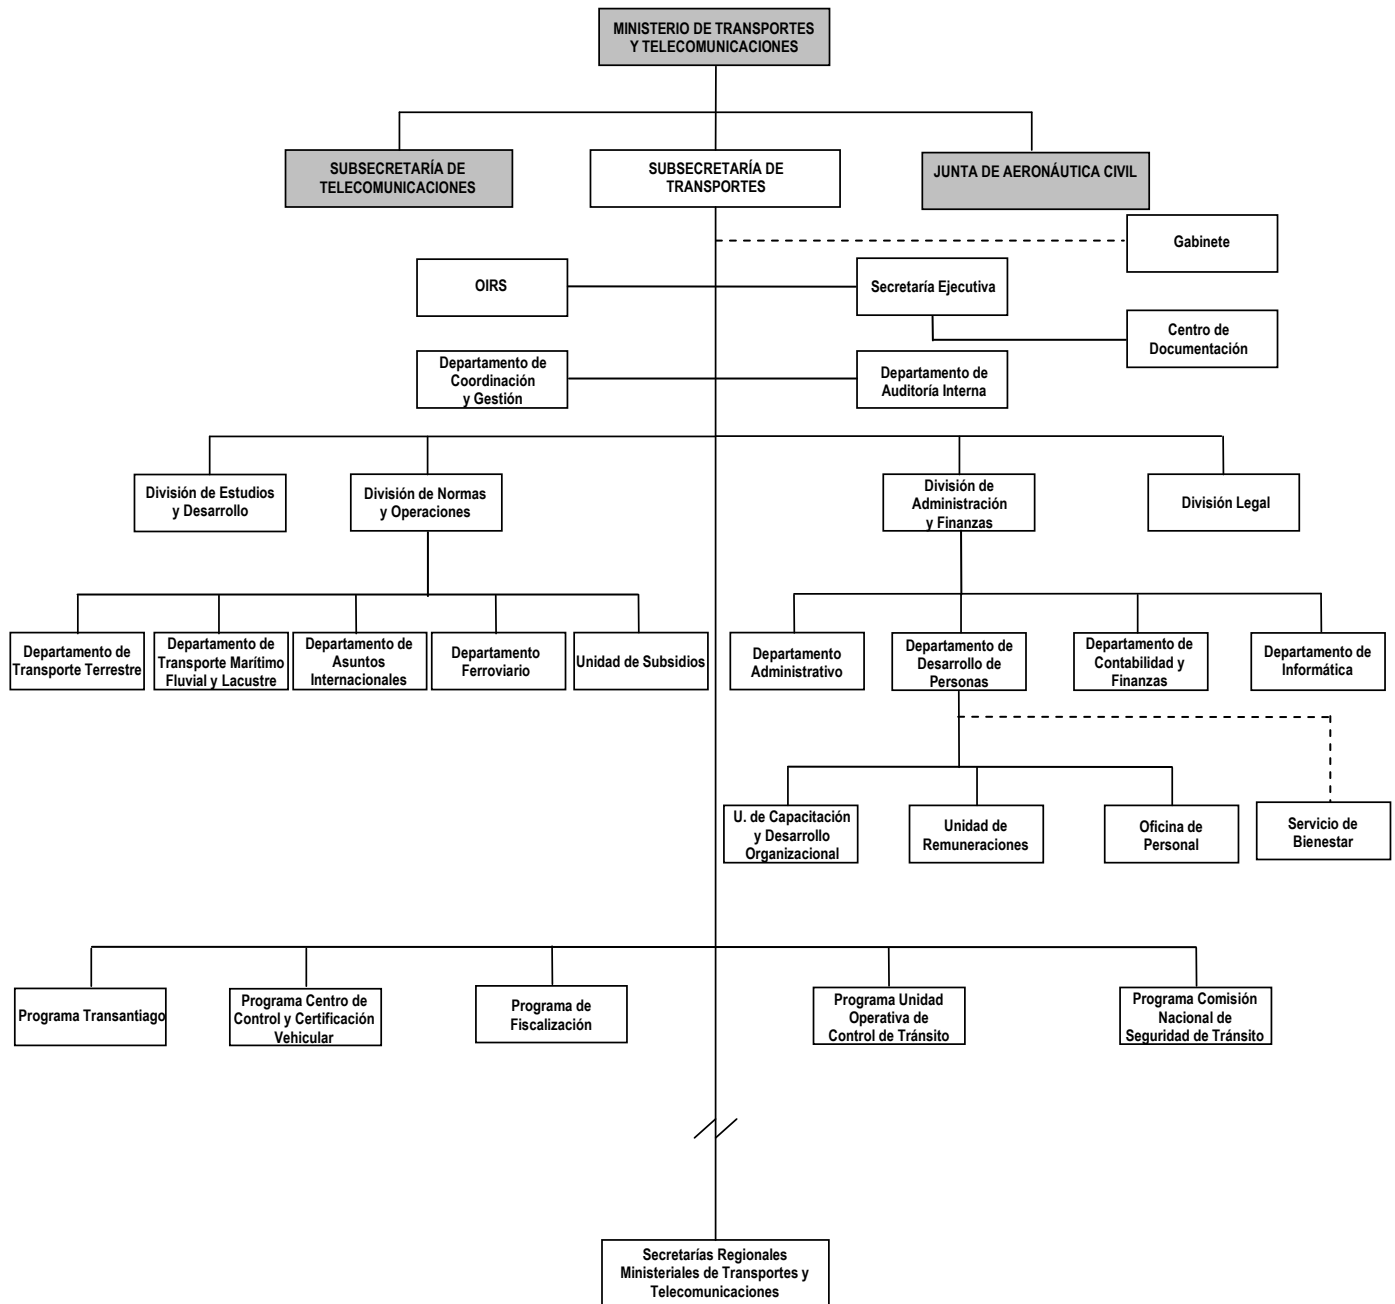 MINISTERIO DE TRANSPORTES
Y TELECOMUNICACIONES
SUBSECRETARÍA DE
TELECOMUNICACIONES
SUBSECRETARÍA DE
TRANSPORTES
JUNTA DE AERONÁUTICA CIVIL
Gabinete
OIRS
Secretaría Ejecutiva
Centro de
Documentación
Departamento de
Coordinación
y Gestión
Departamento de
Auditoría Interna
División de Estudios
y Desarrollo
División de Normas
y Operaciones
División de
Administración
y Finanzas
División Legal
Departamento de
Transporte Terrestre
Departamento de
Transporte Marítimo
Fluvial y Lacustre
Departamento de
Asuntos
Internacionales
Departamento
Ferroviario
Unidad de Subsidios
Departamento
Administrativo
Departamento de
Desarrollo de
Personas
Departamento de
Contabilidad y
Finanzas
Departamento de
Informática
U. de Capacitación
y Desarrollo
Organizacional
Unidad de
Remuneraciones
Oficina de
Personal
Servicio de
Bienestar
Programa Transantiago
Programa Centro de
Control y Certificación
Vehicular
Programa de
Fiscalización
Programa Unidad
Operativa de
Control de Tránsito
Programa Comisión
Nacional de
Seguridad de Tránsito
Secretarías Regionales
Ministeriales de Transportes y
Telecomunicaciones